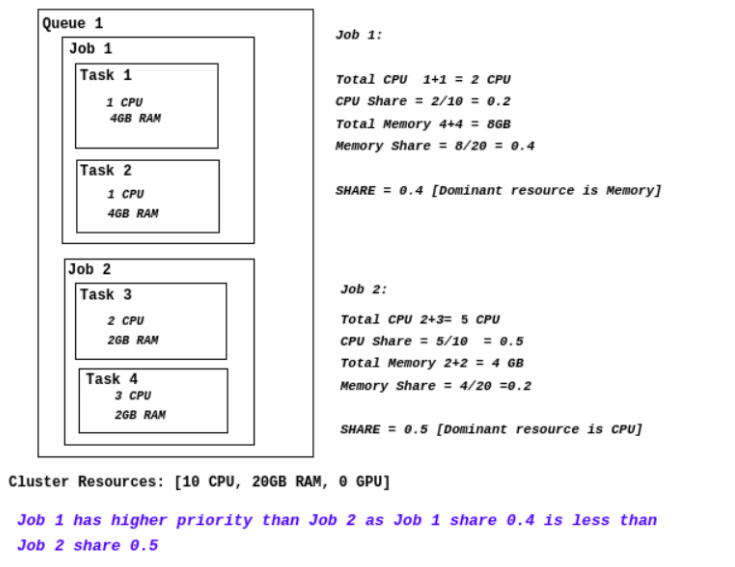 Queue 1
Job 1
Task 1
1 CPU
4GB RAM
Task 2
1 CPU
4GB RAM
Job 2
Task 3
2 CPU
2GB RAM
Task 4
3 CPU
2GB RAM
Job 1:
Total CPU 1+1 = 2 CPU
CPU Share = 2/10 = 0.2
Total Memory 4+4 = 8GB
Memory Share = 8/20 = 0.4
SHARE = 0.4 [Dominant resource is Memory]
Job 2:
Total CPU 2+3= 5 CPU
CPU Share = 5/10 = 0.5
Total Memory 2+2 = 4 GB
Memory Share = 4/20 =0.2
SHARE = 0.5 [Dominant resource is CPU]
Cluster Resources: [10 CPU, 20GB RAM, 0 GPU]
Job 1 has higher priority than Job 2 as Job 1 share 0.4 is less than
Job 2 share 0.5